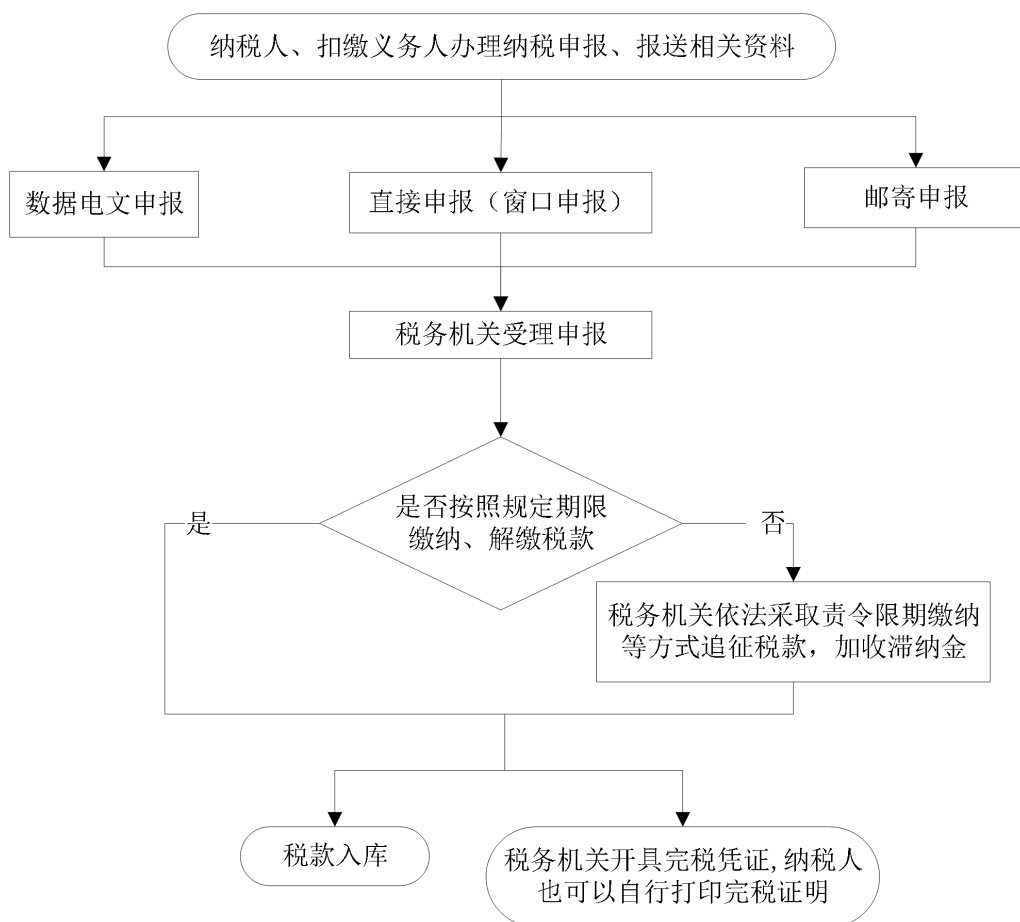 纳税人、扣缴义务人办理纳税申报、报送相关资料
数据电文申报
直接申报（窗口申报）
邮寄申报
税务机关受理申报
是否按照规定期限
缴纳、解缴税款
是
否
税务机关依法采取责令限期缴纳
等方式追征税款，加收滞纳金
税款入库
税务机关开具完税凭证,纳税人
也可以自行打印完税证明